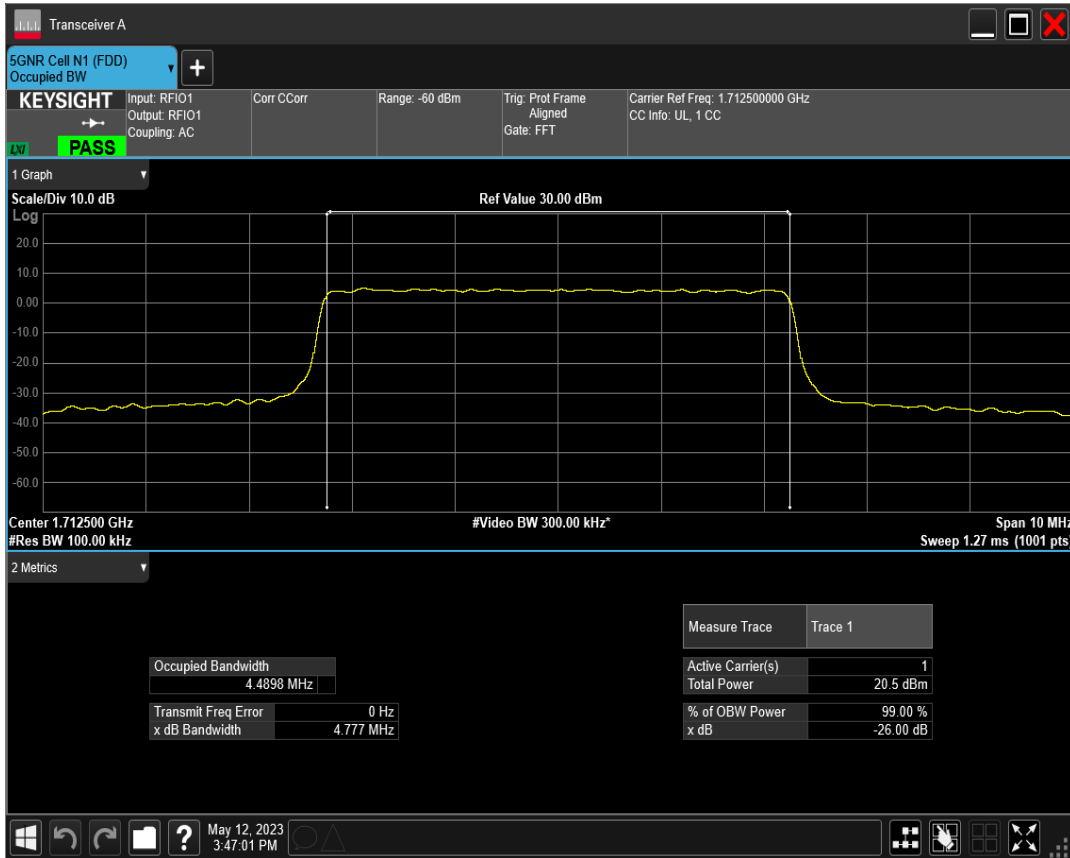 Transceiver A
5GNR Cell N1 (FDD)
Occupied BW
+
KEYSIGHT
LXI
PASS
Input: RFIO1
Output: RFIO1
Coupling: AC
Corr CCorr
Range: -60 dBm
Trig: Prot Frame
Aligned
Gate: FFT
Carrier Ref Freq: 1.712500000 GHz
CC Info: UL, 1 CC
1 Graph
Scale/Div 10.0 dB
Ref Value 30.00 dBm
Log
20.0
10.0
0.00
-10.0
-20.0
-30.0
-40.0
-50.0
-60.0
Center 1.712500 GHz
#Video BW 300.00 kHz*
Span 10 MHz
#Res BW 100.00 kHz
Sweep 1.27 ms (1001 pts)
2 Metrics
Measure Trace Trace 1
Occupied Bandwidth
4.4898 MHz
Active Carrier(s) 1
Total Power 20.5 dBm
Transmit Freq Error 0 Hz
x dB Bandwidth 4.777 MHz
% of OBW Power 99.00 %
x dB -26.00 dB
?
May 12, 2023
3:47:01 PM